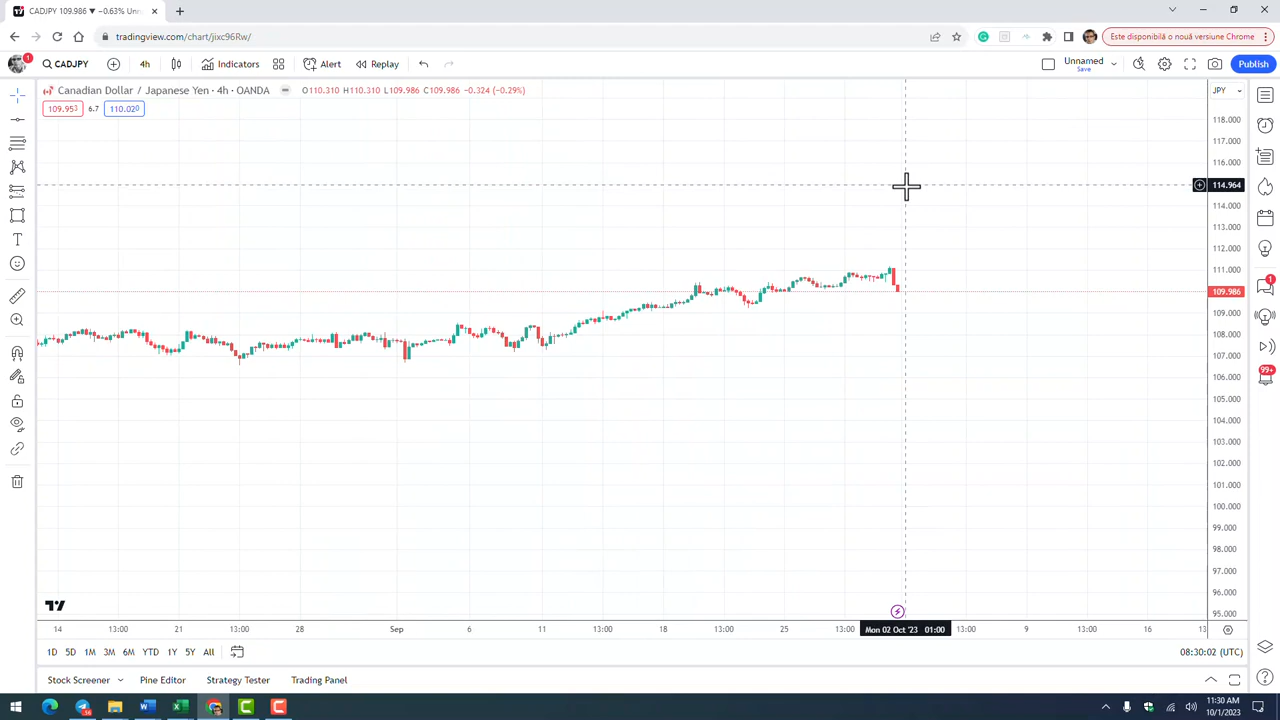 CADJPY 109.986 ▼ −0.63% Unn
tradingview.com/chart/jixc96Rw/
Este disponibilă o nouă versiune Chrome
1
CADJPY
4h
Indicators
Alert
Replay
Unnamed
Save
Publish
Canadian Dollar / Japanese Yen · 4h · OANDA
O110.310 H110.310 L109.986 C109.986 −0.324 (−0.29%)
JPY
109.953
6.7
110.020
118.000
117.000
116.000
114.964
114.000
113.000
112.000
111.000
109.986
109.000
108.000
107.000
106.000
105.000
104.000
103.000
102.000
101.000
100.000
99.000
98.000
97.000
96.000
95.000
1
99+
14
13:00
21
13:00
28
Sep
6
11
13:00
18
13:00
25
13:00
Mon 02 Oct '23 01:00
13:00
9
13:00
16
13
1D 5D 1M 3M 6M YTD 1Y 5Y All
08:30:02 (UTC)
Stock Screener
Pine Editor
Strategy Tester
Trading Panel
11:30 AM
10/1/2023